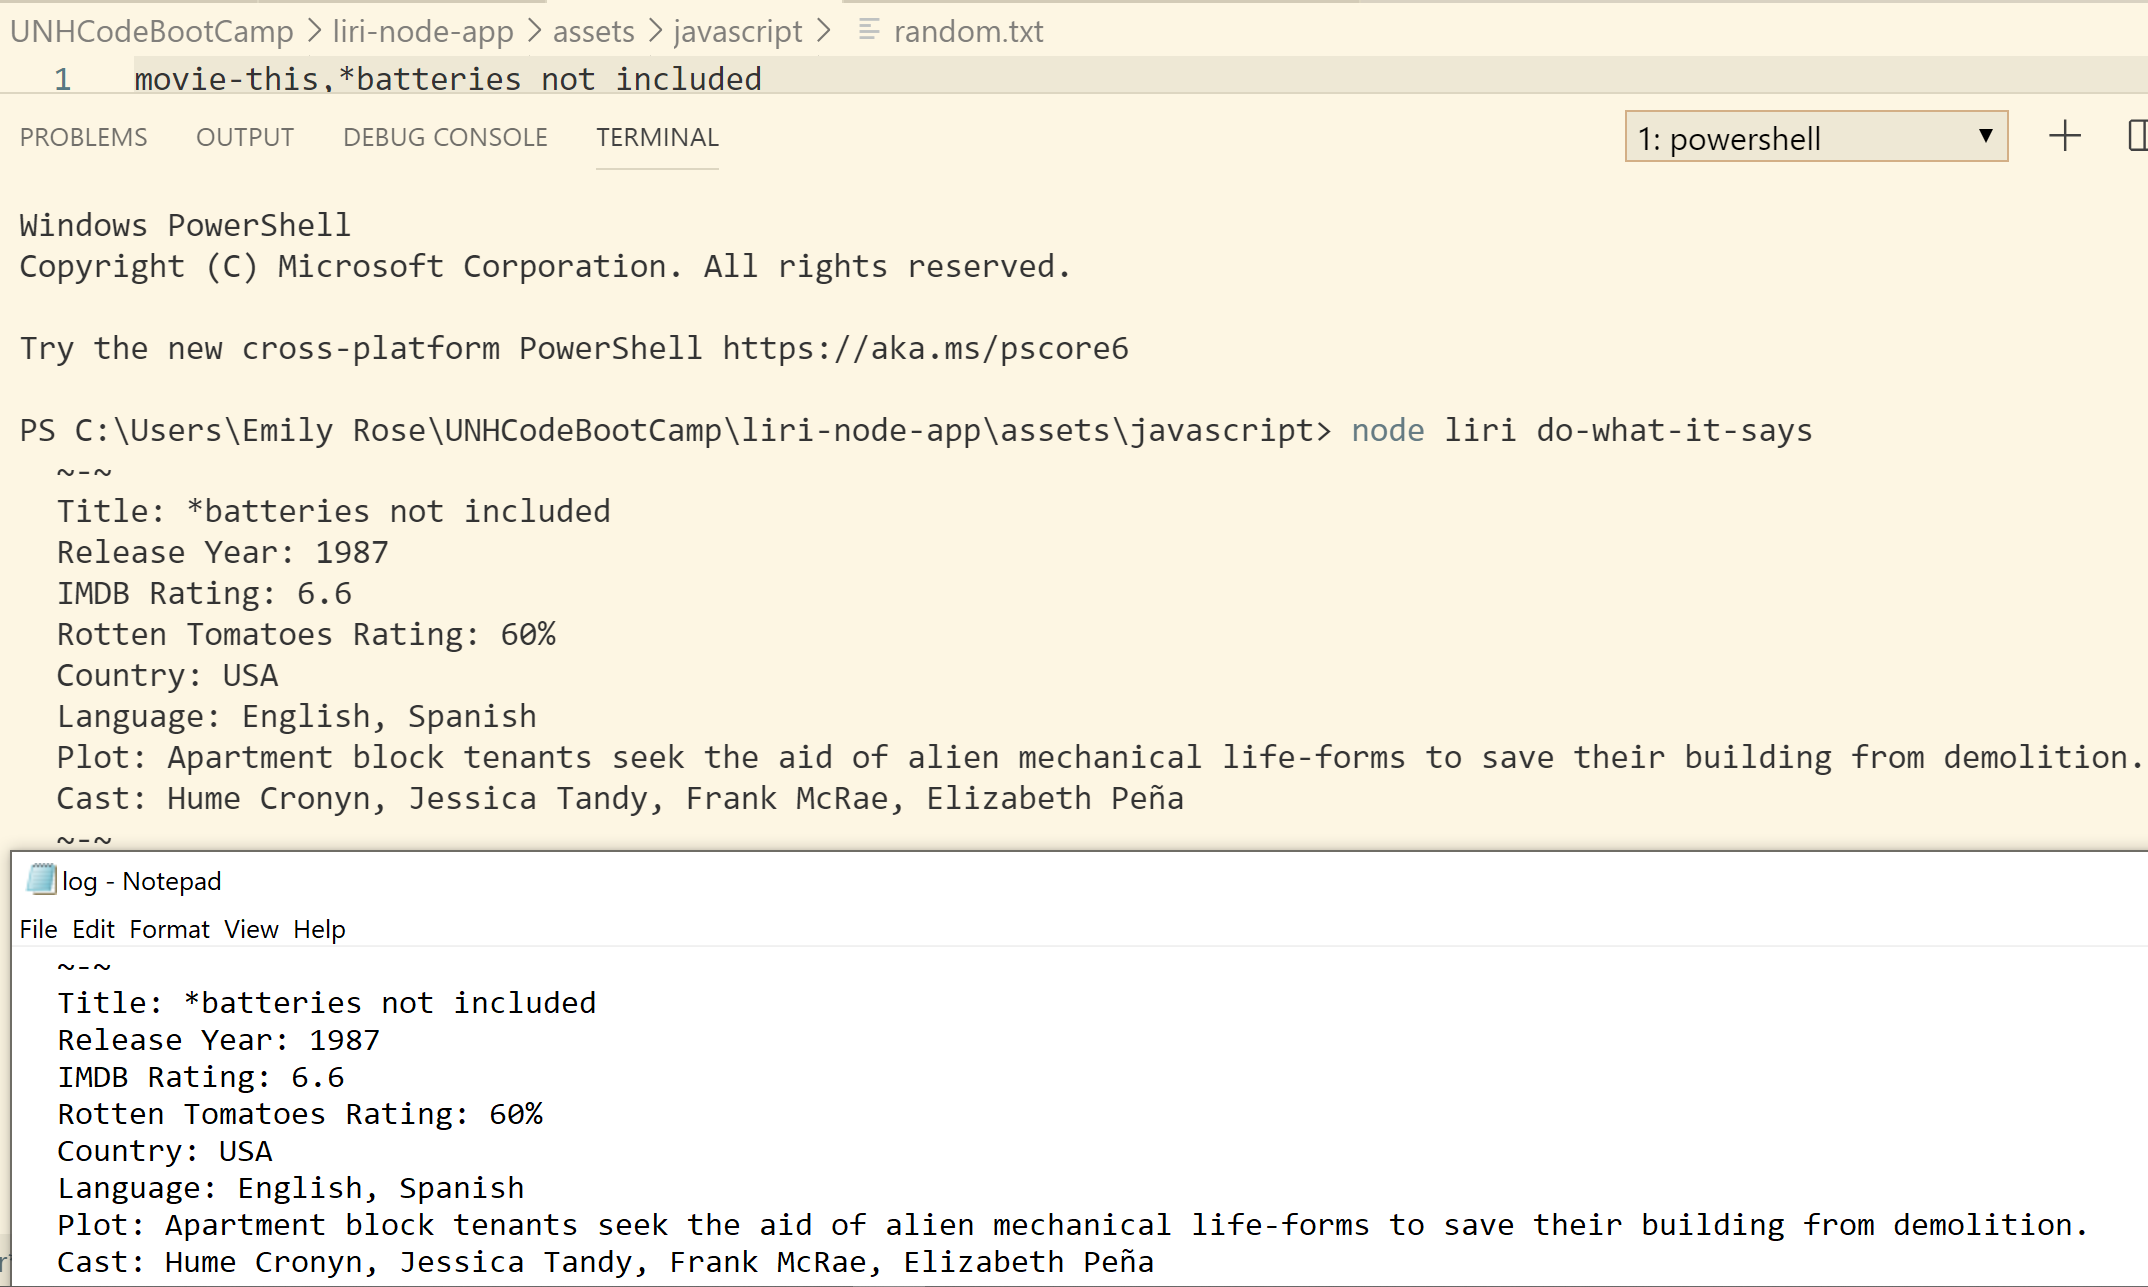 UNHCodeBootCamp > liri-node-app > assets > javascript > random.txt
1 movie-this,*batteries not included
PROBLEMS OUTPUT DEBUG CONSOLE TERMINAL 1: powershell
Windows PowerShell
Copyright (C) Microsoft Corporation. All rights reserved.
Try the new cross-platform PowerShell https://aka.ms/pscore6
PS C:\Users\Emily Rose\UNHCodeBootCamp\liri-node-app\assets\javascript> node liri do-what-it-says
~-~
Title: *batteries not included
Release Year: 1987
IMDB Rating: 6.6
Rotten Tomatoes Rating: 60%
Country: USA
Language: English, Spanish
Plot: Apartment block tenants seek the aid of alien mechanical life-forms to save their building from demolition.
Cast: Hume Cronyn, Jessica Tandy, Frank McRae, Elizabeth Peña
~-~
log - Notepad
File Edit Format View Help
~-~
Title: *batteries not included
Release Year: 1987
IMDB Rating: 6.6
Rotten Tomatoes Rating: 60%
Country: USA
Language: English, Spanish
Plot: Apartment block tenants seek the aid of alien mechanical life-forms to save their building from demolition.
Cast: Hume Cronyn, Jessica Tandy, Frank McRae, Elizabeth Peña